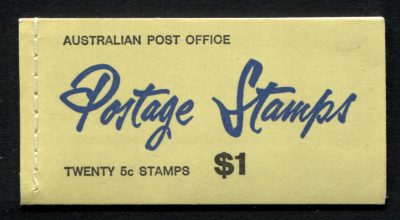 AUSTRALIAN POST OFFICE
Postage Stamps
TWENTY 5c STAMPS $1